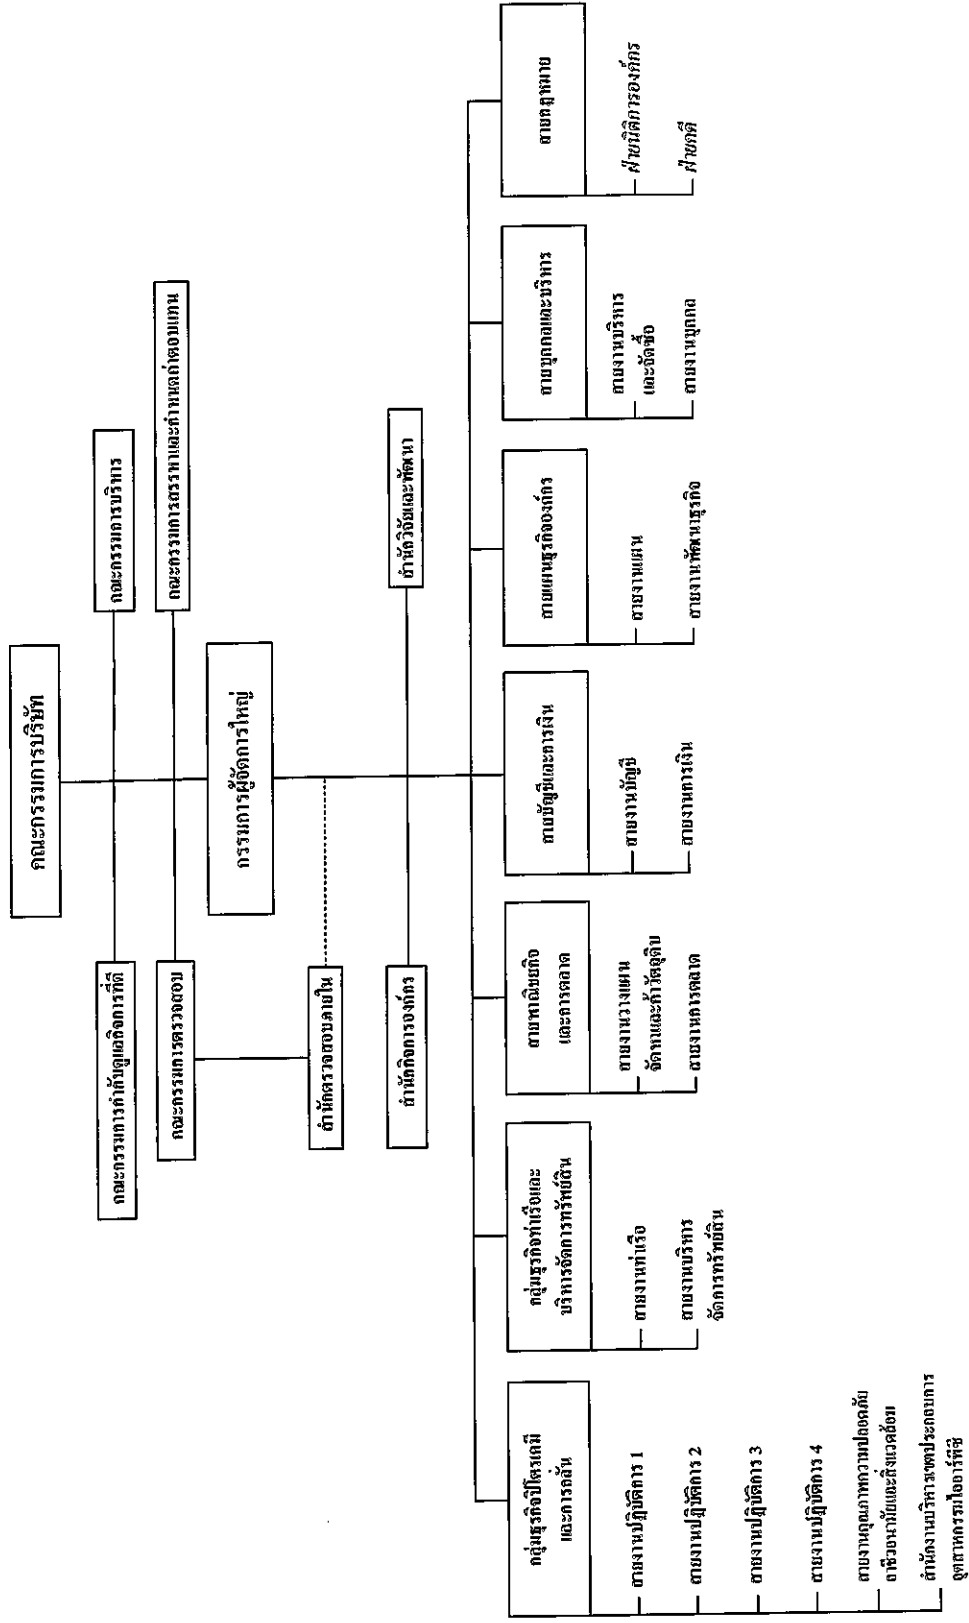 คณะกรรมการบริษัท
คณะกรรมการกำกับดูแลกิจการที่ดี
คณะกรรมการบริหาร
คณะกรรมการตรวจสอบ
คณะกรรมการสรรหาและกำหนดค่าตอบแทน
กรรมการผู้จัดการใหญ่
สำนักตรวจสอบภายใน
สำนักกิจการองค์กร
สำนักวิจัยและพัฒนา
กลุ่มธุรกิจปิโตรเคมี
และการกลั่น
สายงานปฏิบัติการ 1
สายงานปฏิบัติการ 2
สายงานปฏิบัติการ 3
สายงานปฏิบัติการ 4
สายงานคุณภาพความปลอดภัย
อาชีวอนามัยและสิ่งแวดล้อม
สำนักงานบริหารเขตประกอบการ
อุตสาหกรรมไออาร์พีซี
กลุ่มธุรกิจท่าเรือและ
บริหารจัดการทรัพย์สิน
สายงานท่าเรือ
สายงานบริหาร
จัดการทรัพย์สิน
สายพาณิชยกิจ
และการตลาด
สายงานวางแผน
จัดหาและค้าวัตถุดิบ
สายงานการตลาด
สายบัญชีและการเงิน
สายงานบัญชี
สายงานการเงิน
สายแผนธุรกิจองค์กร
สายงานแผน
สายงานพัฒนาธุรกิจ
สายบุคคลและบริหาร
สายงานบริหาร
และจัดซื้อ
สายงานบุคคล
สายกฎหมาย
ฝ่ายนิติการองค์กร
ฝ่ายคดี